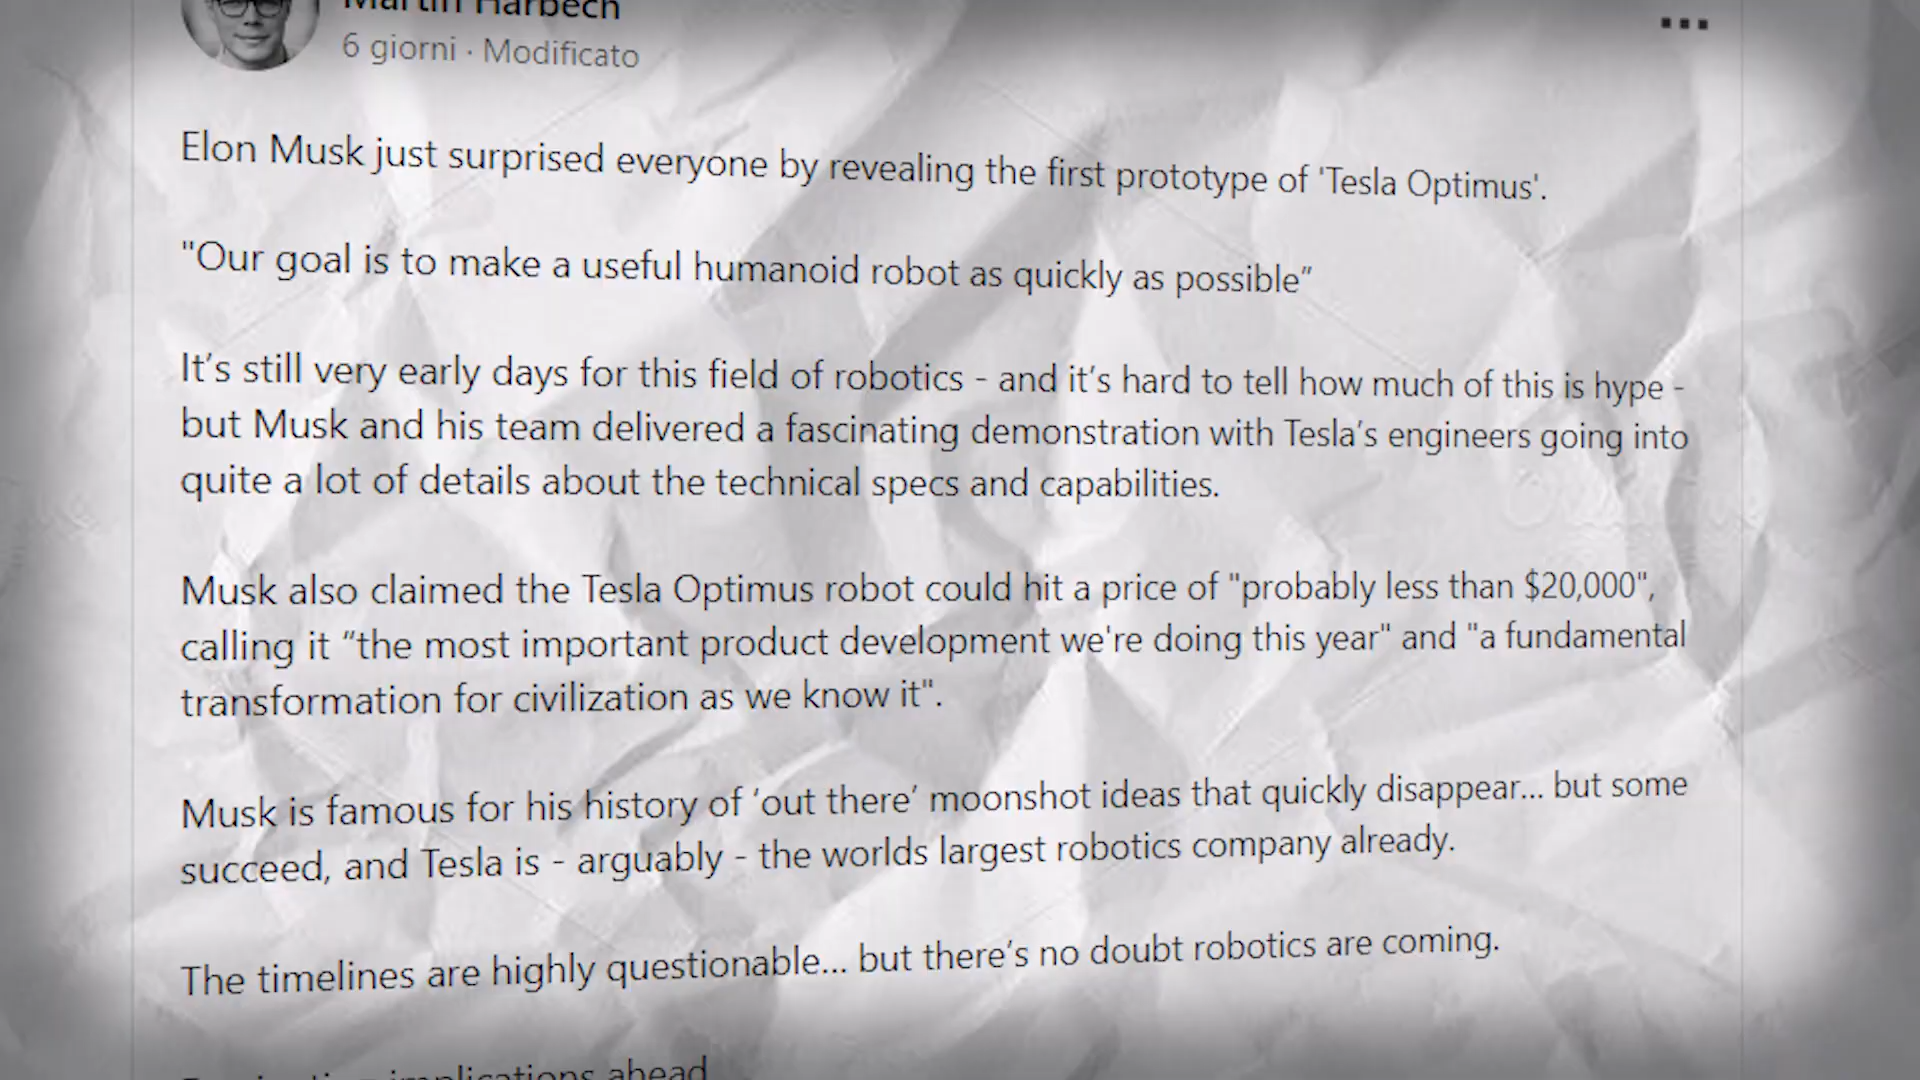 Martin Harbech
6 giorni · Modificato
Elon Musk just surprised everyone by revealing the first prototype of 'Tesla Optimus'.
"Our goal is to make a useful humanoid robot as quickly as possible"
It's still very early days for this field of robotics - and it's hard to tell how much of this is hype -
but Musk and his team delivered a fascinating demonstration with Tesla's engineers going into
quite a lot of details about the technical specs and capabilities.
Musk also claimed the Tesla Optimus robot could hit a price of "probably less than $20,000",
calling it "the most important product development we're doing this year" and "a fundamental
transformation for civilization as we know it".
Musk is famous for his history of 'out there' moonshot ideas that quickly disappear... but some
succeed, and Tesla is - arguably - the worlds largest robotics company already.
The timelines are highly questionable... but there's no doubt robotics are coming.
implications ahead